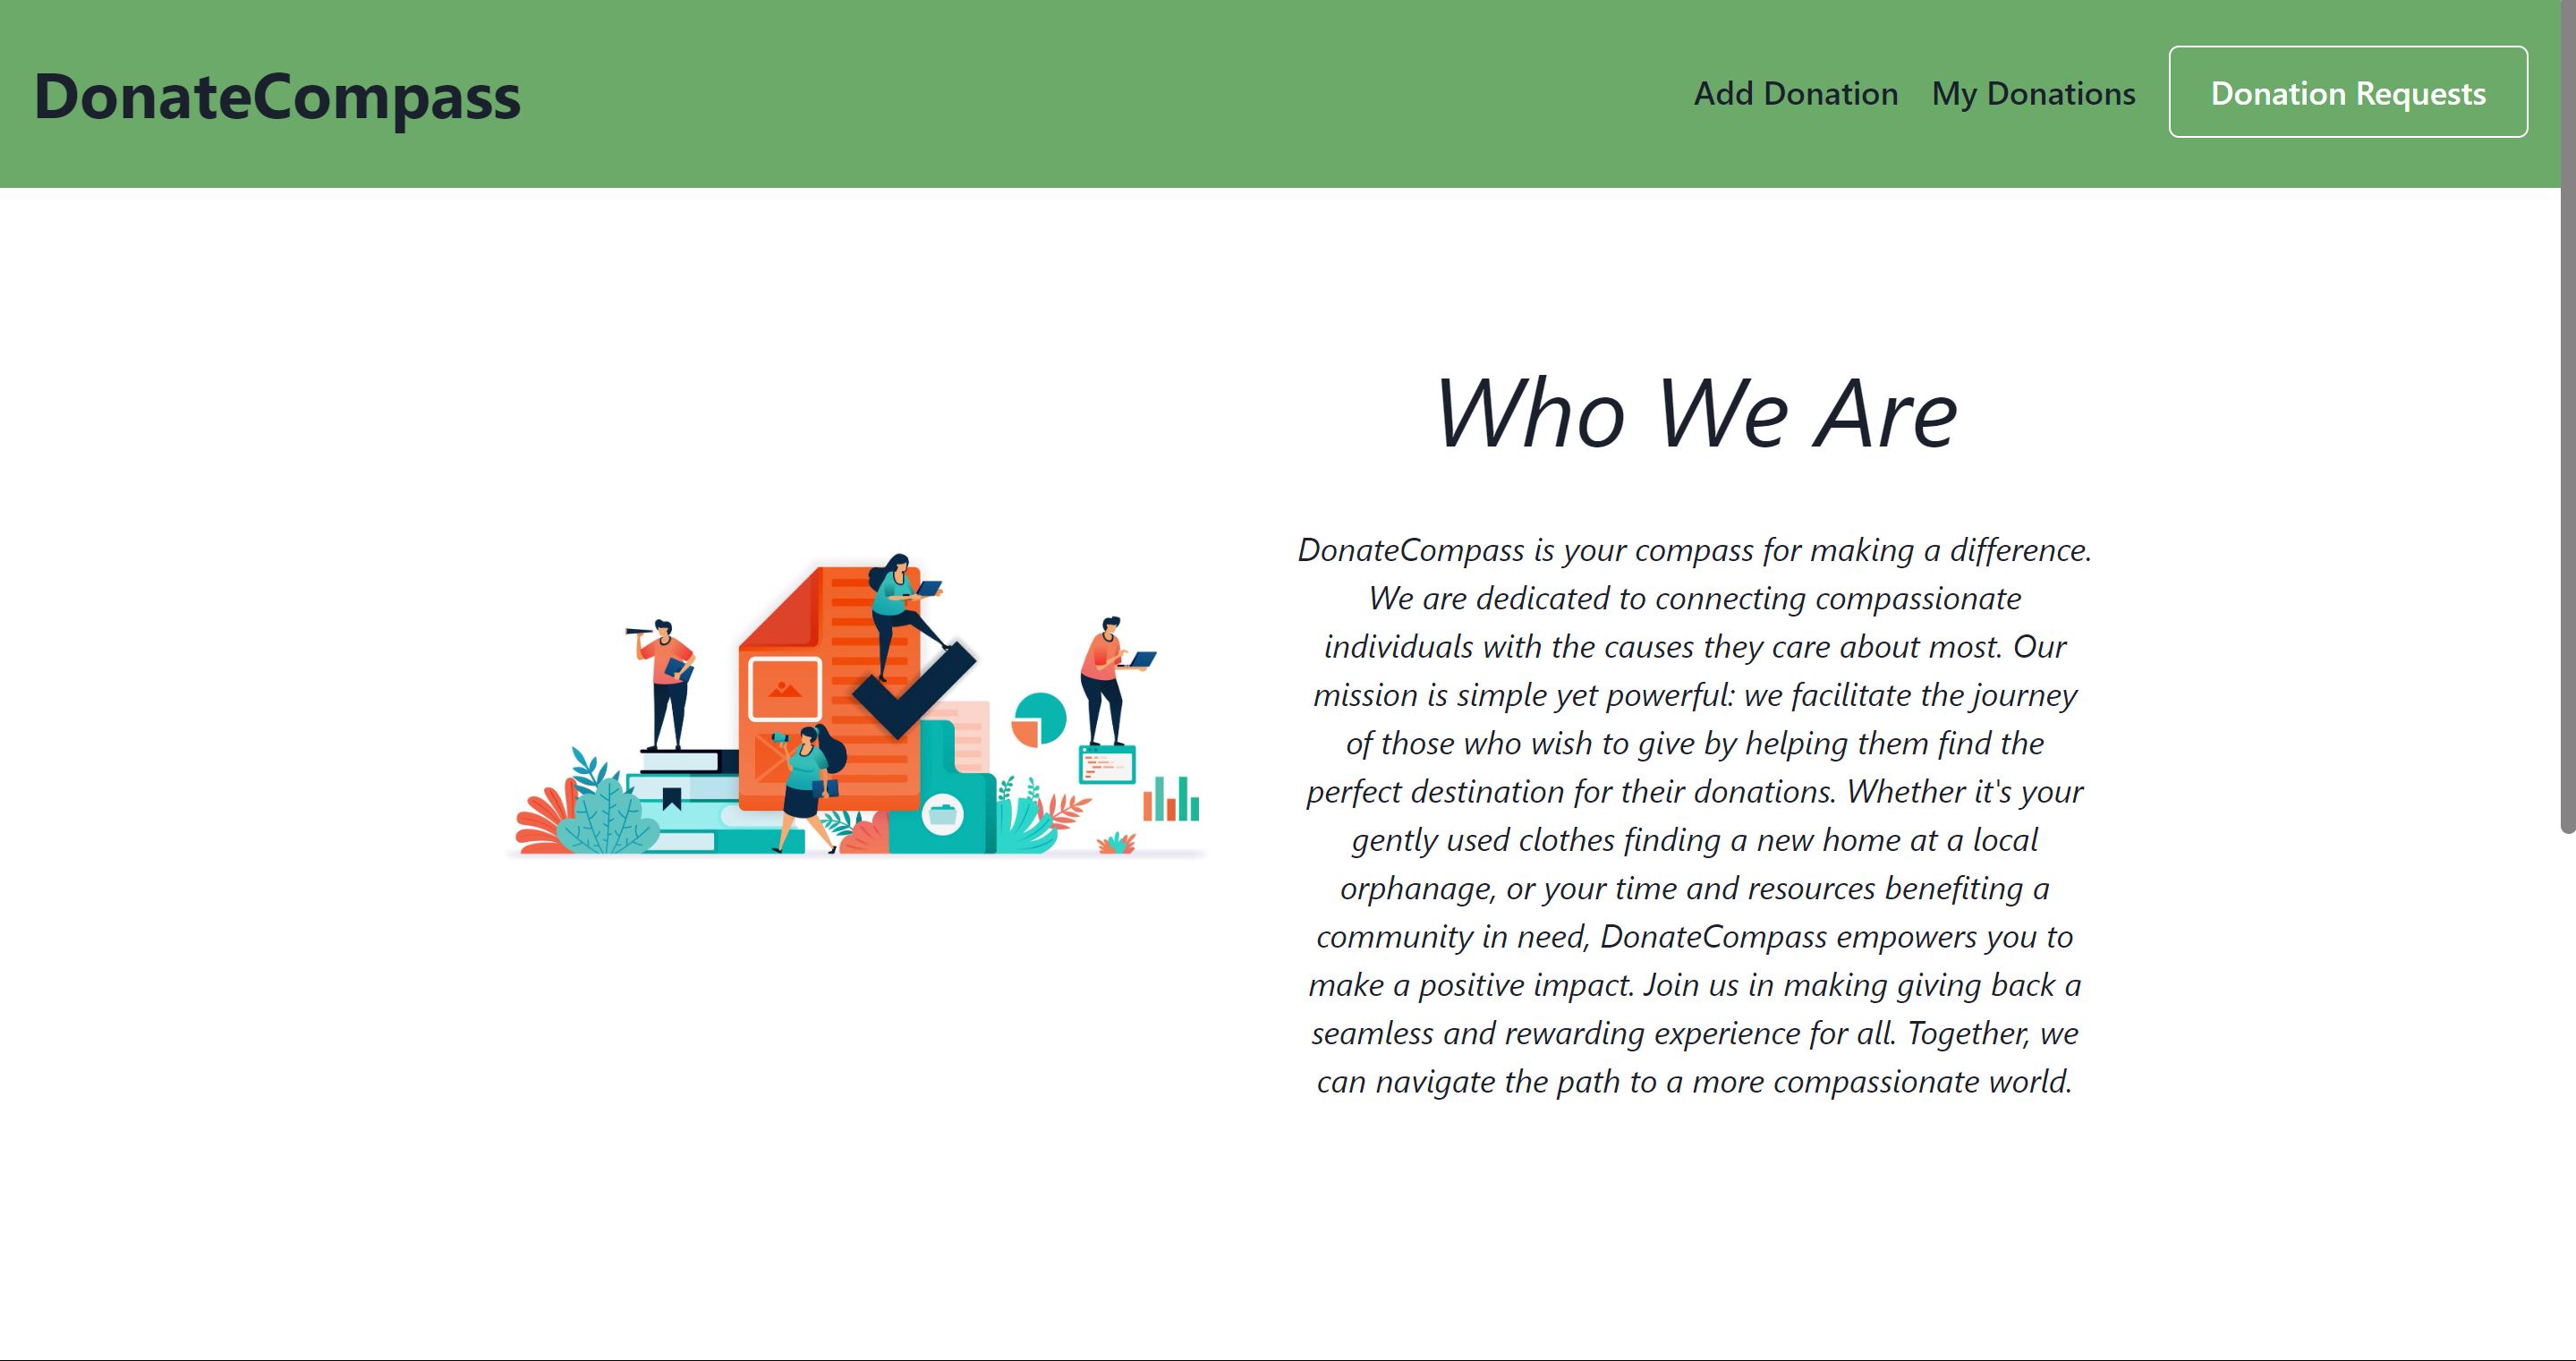 DonateCompass
Add Donation
My Donations
Donation Requests
Who We Are
DonateCompass is your compass for making a difference.
We are dedicated to connecting compassionate
individuals with the causes they care about most. Our
mission is simple yet powerful: we facilitate the journey
of those who wish to give by helping them find the
perfect destination for their donations. Whether it's your
gently used clothes finding a new home at a local
orphanage, or your time and resources benefiting a
community in need, DonateCompass empowers you to
make a positive impact. Join us in making giving back a
seamless and rewarding experience for all. Together, we
can navigate the path to a more compassionate world.